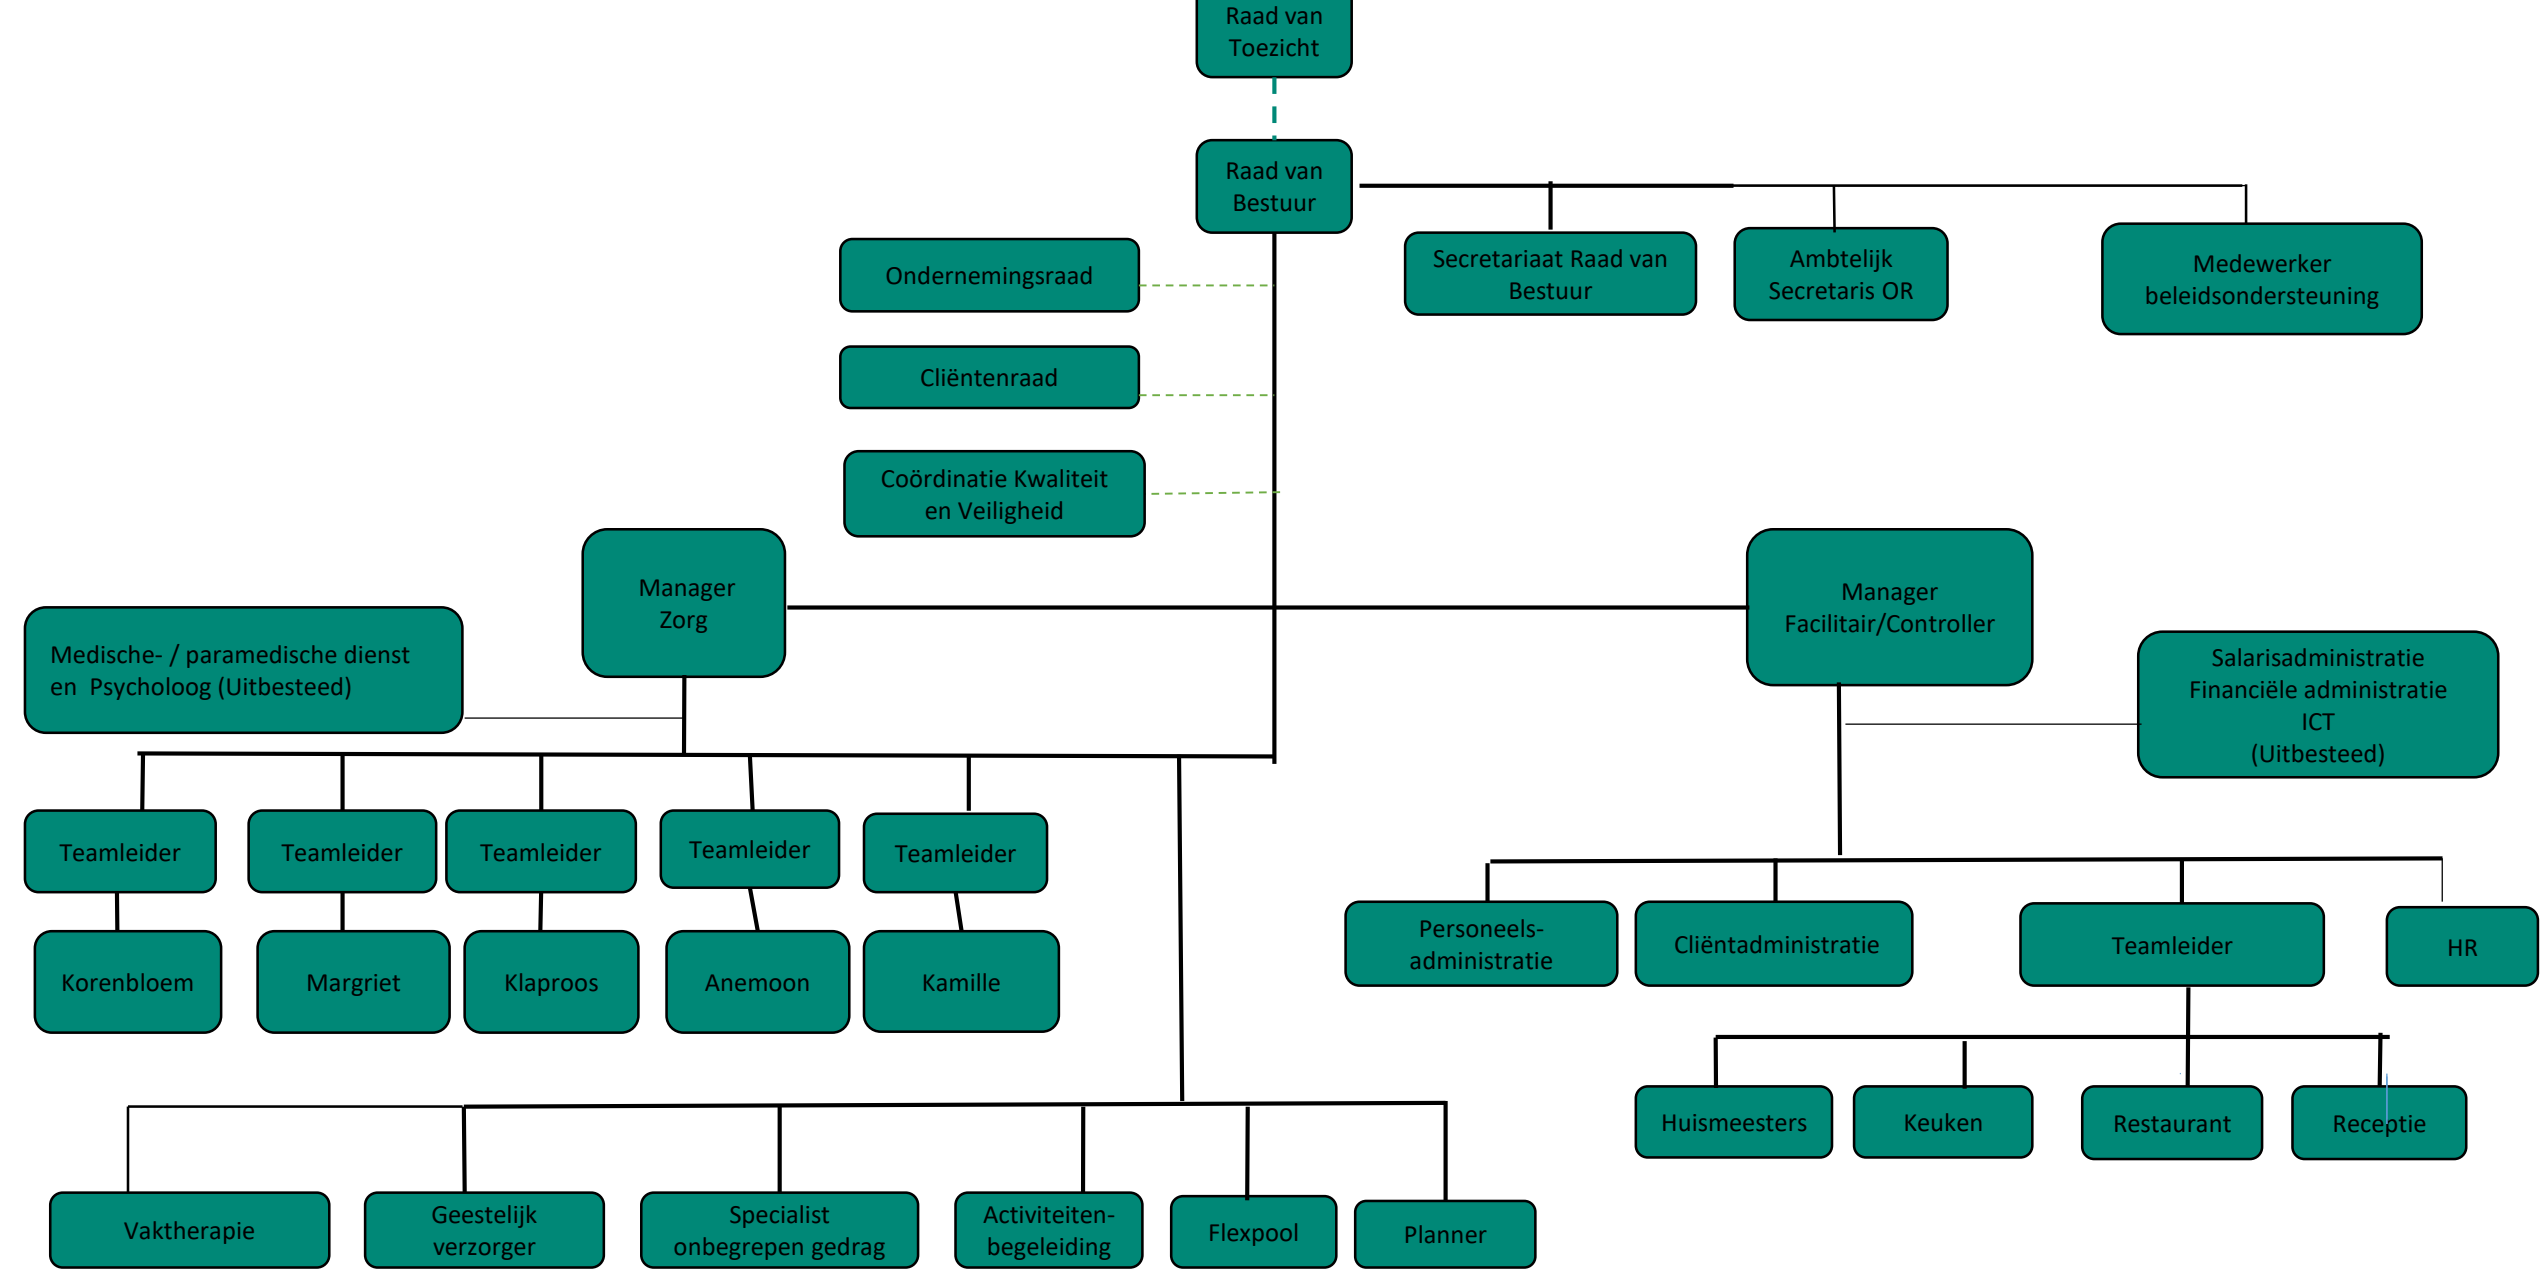 Raad van
Toezicht
Raad van
Bestuur
Secretariaat Raad van
Bestuur
Ambtelijk
Secretaris OR
Medewerker
beleidsondersteuning
Ondernemingsraad
Cliëntenraad
Coördinatie Kwaliteit
en Veiligheid
Manager
Zorg
Manager
Facilitair/Controller
Medische- / paramedische dienst
en  Psycholoog (Uitbesteed)
Salarisadministratie
Financiële administratie
ICT
(Uitbesteed)
Teamleider
Teamleider
Teamleider
Teamleider
Teamleider
Korenbloem
Margriet
Klaproos
Anemoon
Kamille
Personeels-
administratie
Cliëntadministratie
Teamleider
HR
Huismeesters
Keuken
Restaurant
Receptie
Vaktherapie
Geestelijk
verzorger
Specialist
onbegrepen gedrag
Activiteiten-
begeleiding
Flexpool
Planner